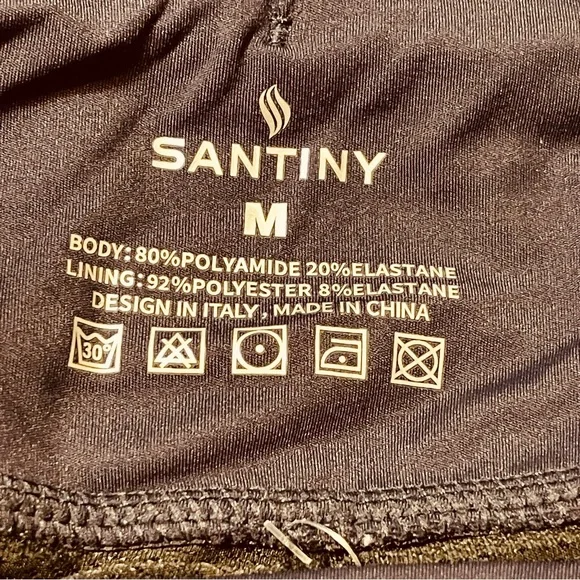 SANTINY
M
BODY:80%POLYAMIDE 20%ELASTANE
LINING:92%POLYESTER 8%ELASTANE
DESIGN IN ITALY. MADE IN CHINA
30°